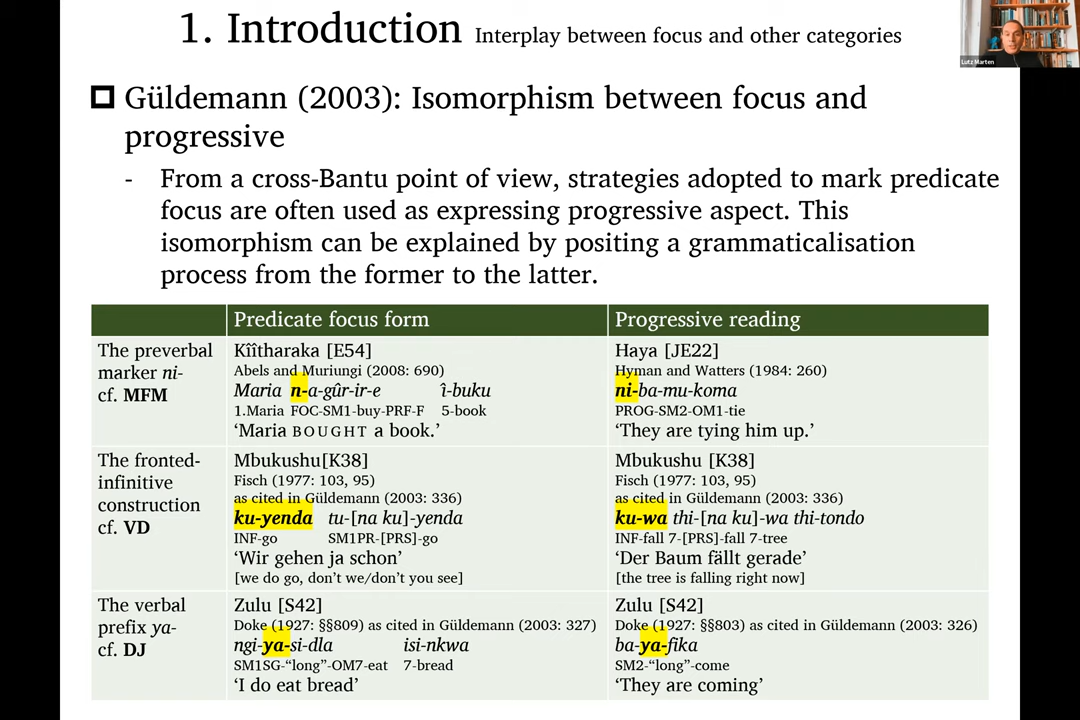 1. Introduction Interplay between focus and other categories
Lutz Marten
Güldemann (2003): Isomorphism between focus and
progressive
- From a cross-Bantu point of view, strategies adopted to mark predicate
focus are often used as expressing progressive aspect. This
isomorphism can be explained by positing a grammaticalisation
process from the former to the latter.
Predicate focus form
Progressive reading
The preverbal
marker ni-
cf. MFM
Kîîtharaka [E54]
Abels and Muriungi (2008: 690)
Maria n-a-gûr-ir-e î-buku
1.Maria FOC-SM1-buy-PRF-F 5-book
‘Maria BOUGHT a book.’
Haya [JE22]
Hyman and Watters (1984: 260)
ni-ba-mu-koma
PROG-SM2-OM1-tie
‘They are tying him up.’
The fronted-
infinitive
construction
cf. VD
Mbukushu[K38]
Fisch (1977: 103, 95)
as cited in Güldemann (2003: 336)
ku-yenda tu-[na ku]-yenda
INF-go SM1PR-[PRS]-go
‘Wir gehen ja schon’
[we do go, don’t we/don’t you see]
Mbukushu [K38]
Fisch (1977: 103, 95)
as cited in Güldemann (2003: 336)
ku-wa thi-[na ku]-wa thi-tondo
INF-fall 7-[PRS]-fall 7-tree
‘Der Baum fällt gerade’
[the tree is falling right now]
The verbal
prefix ya-
cf. DJ
Zulu [S42]
Doke (1927: §§809) as cited in Güldemann (2003: 327)
ngi-ya-si-dla isi-nkwa
SM1SG-“long”-OM7-eat 7-bread
‘I do eat bread’
Zulu [S42]
Doke (1927: §§803) as cited in Güldemann (2003: 326)
ba-ya-fika
SM2-“long”-come
‘They are coming’